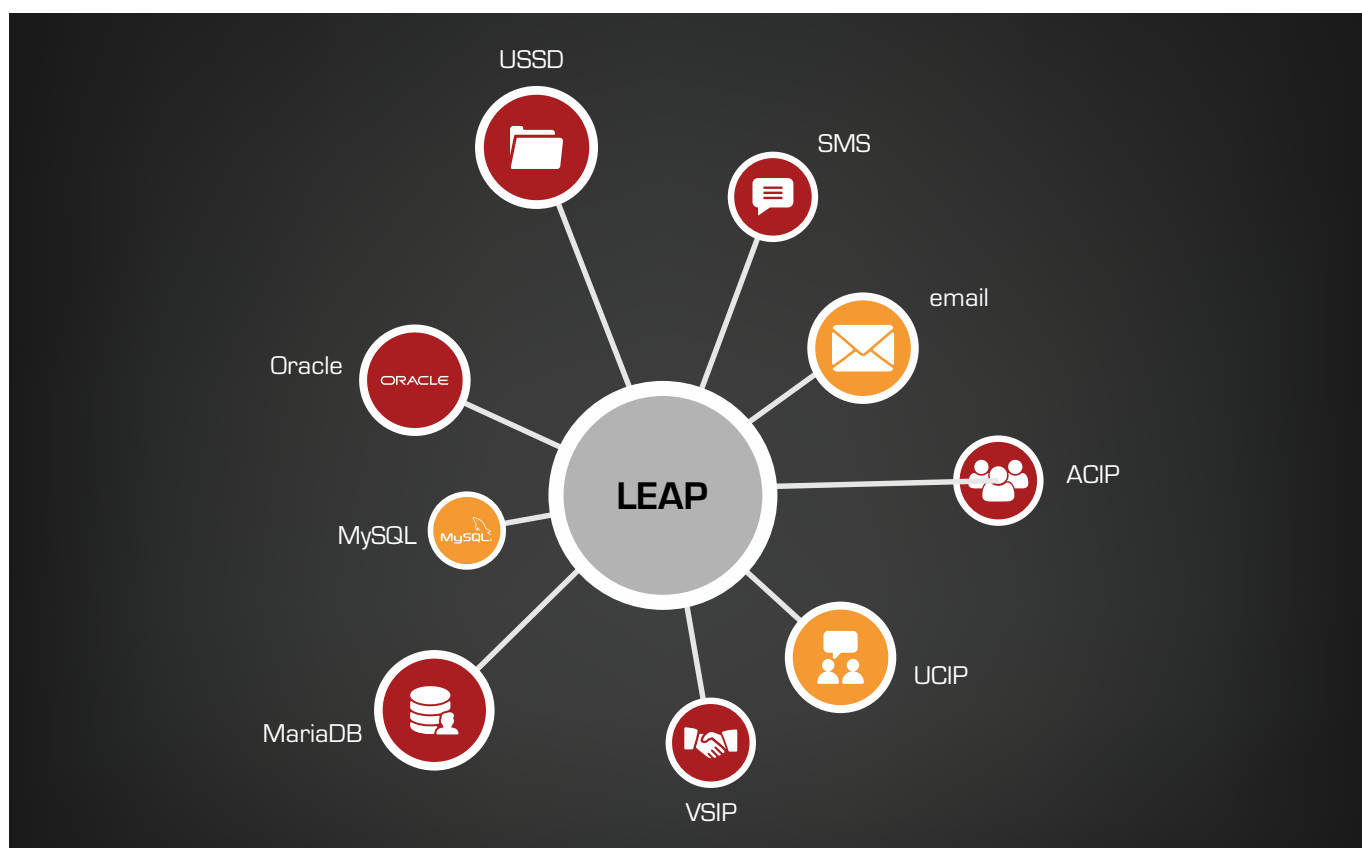 USSD
SMS
email
Oracle
ORACLE
ACIP
LEAP
MySQL
MySQL
UCIP
MariaDB
VSIP